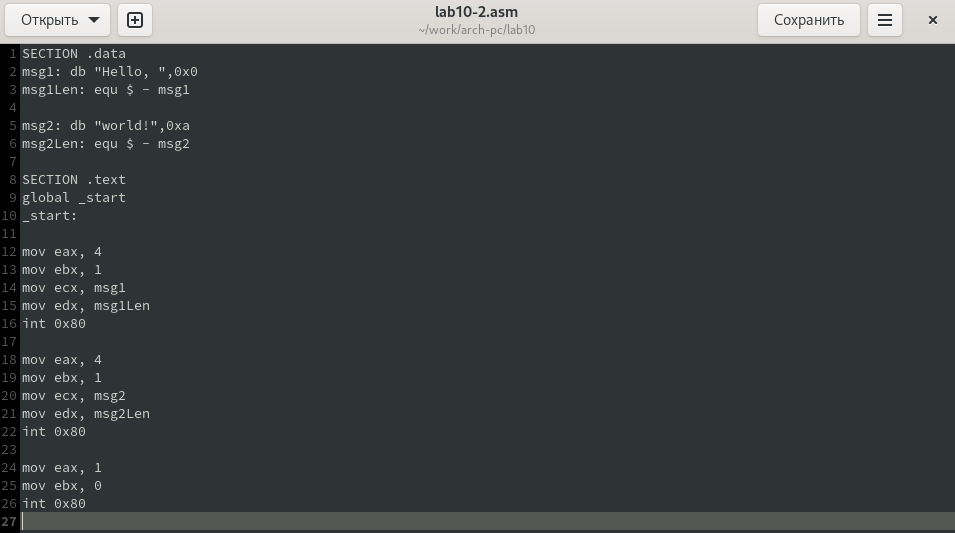 Открыть
lab10-2.asm
~/work/arch-pc/lab10
Сохранить
1 SECTION .data
2 msg1: db "Hello, ",0x0
3 msg1Len: equ $ - msg1
4
5 msg2: db "world!",0xa
6 msg2Len: equ $ - msg2
7
8 SECTION .text
9 global _start
10 _start:
11
12 mov eax, 4
13 mov ebx, 1
14 mov ecx, msg1
15 mov edx, msg1Len
16 int 0x80
17
18 mov eax, 4
19 mov ebx, 1
20 mov ecx, msg2
21 mov edx, msg2Len
22 int 0x80
23
24 mov eax, 1
25 mov ebx, 0
26 int 0x80
27